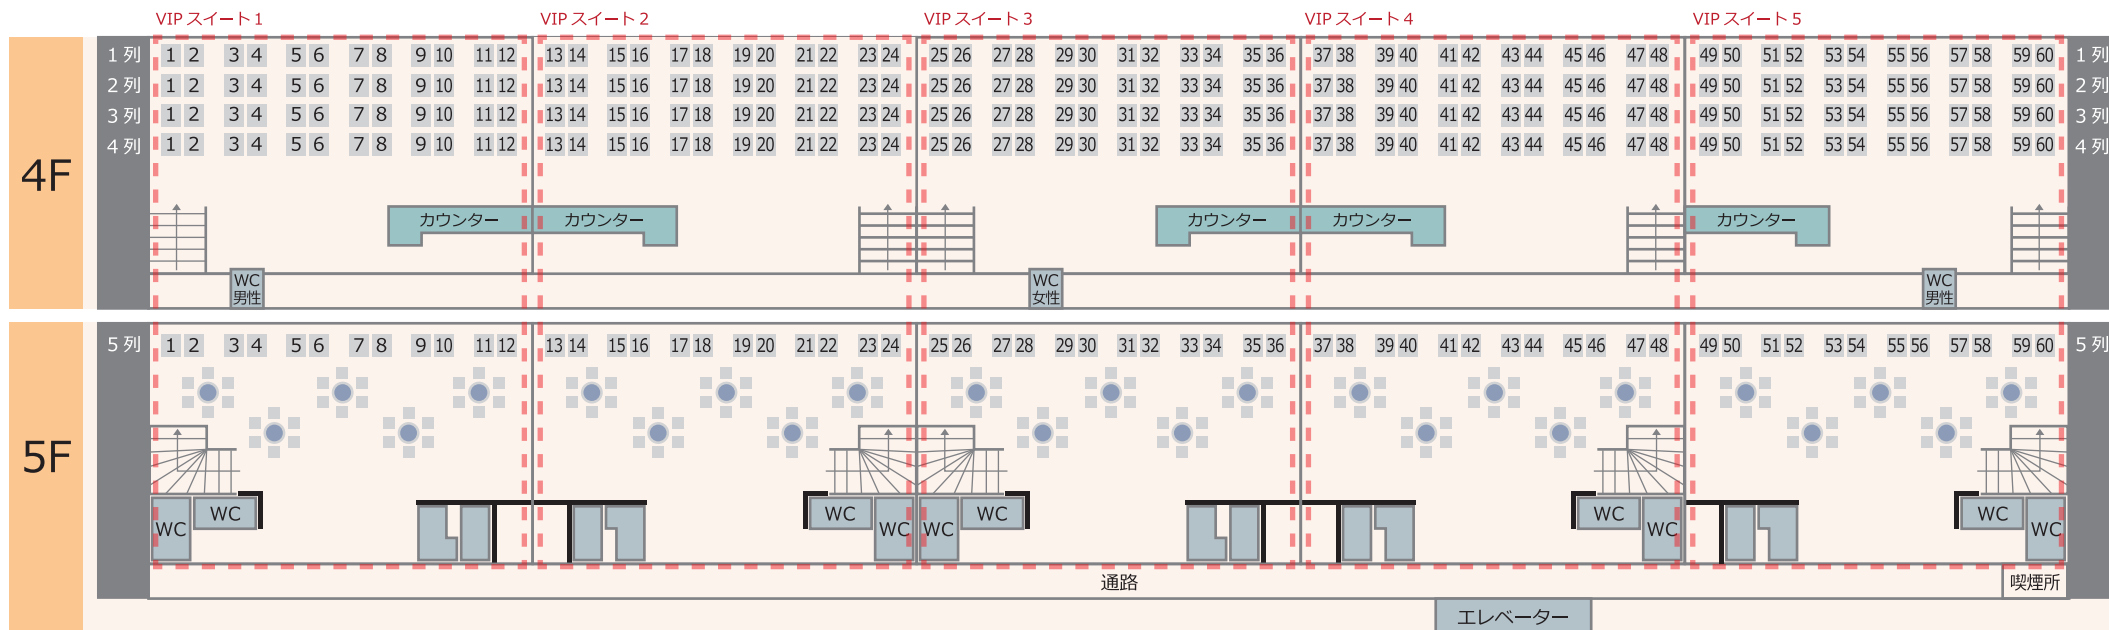 VIP スイート 1 VIP スイート 2 VIP スイート 3 VIP スイート 4 VIP スイート 5
1 列 1 2 3 4 5 6 7 8 9 10 11 12 13 14 15 16 17 18 19 20 21 22 23 24 25 26 27 28 29 30 31 32 33 34 35 36 37 38 39 40 41 42 43 44 45 46 47 48 49 50 51 52 53 54 55 56 57 58 59 60 1 列
2 列 1 2 3 4 5 6 7 8 9 10 11 12 13 14 15 16 17 18 19 20 21 22 23 24 25 26 27 28 29 30 31 32 33 34 35 36 37 38 39 40 41 42 43 44 45 46 47 48 49 50 51 52 53 54 55 56 57 58 59 60 2 列
3 列 1 2 3 4 5 6 7 8 9 10 11 12 13 14 15 16 17 18 19 20 21 22 23 24 25 26 27 28 29 30 31 32 33 34 35 36 37 38 39 40 41 42 43 44 45 46 47 48 49 50 51 52 53 54 55 56 57 58 59 60 3 列
4 列 1 2 3 4 5 6 7 8 9 10 11 12 13 14 15 16 17 18 19 20 21 22 23 24 25 26 27 28 29 30 31 32 33 34 35 36 37 38 39 40 41 42 43 44 45 46 47 48 49 50 51 52 53 54 55 56 57 58 59 60 4 列
4F
カウンター カウンター カウンター カウンター カウンター
WC WC WC
男性 女性 男性
5 列 1 2 3 4 5 6 7 8 9 10 11 12 13 14 15 16 17 18 19 20 21 22 23 24 25 26 27 28 29 30 31 32 33 34 35 36 37 38 39 40 41 42 43 44 45 46 47 48 49 50 51 52 53 54 55 56 57 58 59 60 5 列
5F
WC WC WC WC WC WC WC WC WC WC
通路 喫煙所
エレベーター